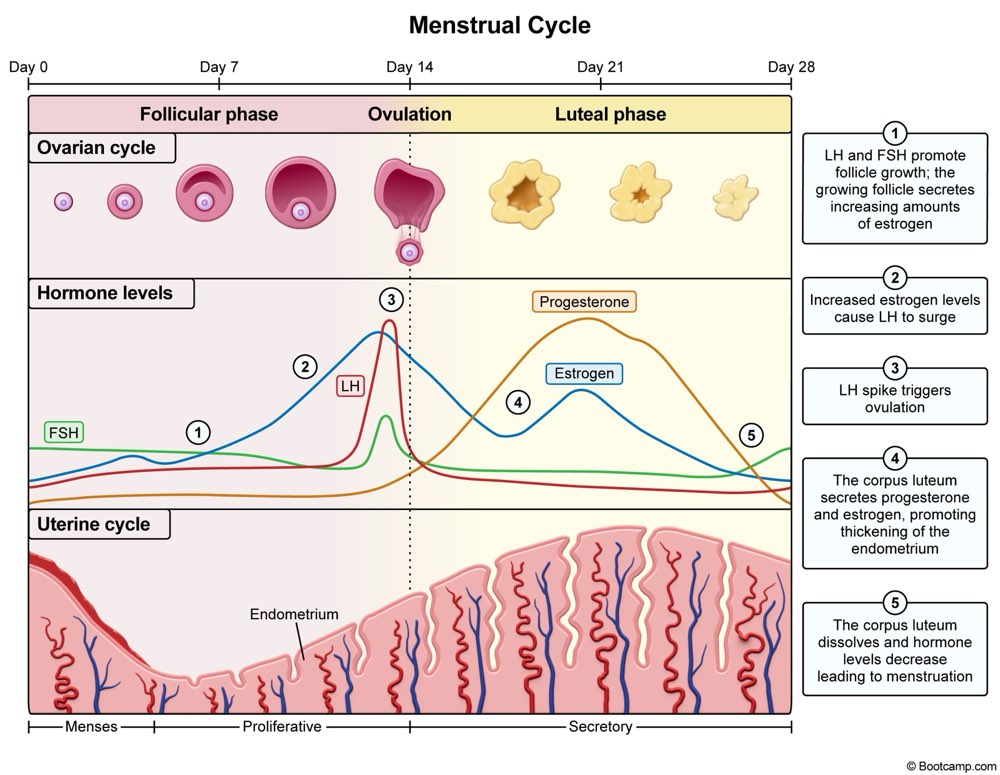 Menstrual Cycle
Day 0
Day 7
Day 14
Day 21
Day 28
Follicular phase
Ovulation
Luteal phase
Ovarian cycle
Hormone levels
FSH
1
2
LH
3
Progesterone
Estrogen
4
5
Uterine cycle
Endometrium
Menses
Proliferative
Secretory
1
LH and FSH promote
follicle growth; the
growing follicle secretes
increasing amounts
of estrogen
2
Increased estrogen levels
cause LH to surge
3
LH spike triggers
ovulation
4
The corpus luteum
secretes progesterone
and estrogen, promoting
thickening of the
endometrium
5
The corpus luteum
dissolves and hormone
levels decrease
leading to menstruation
© Bootcamp.com